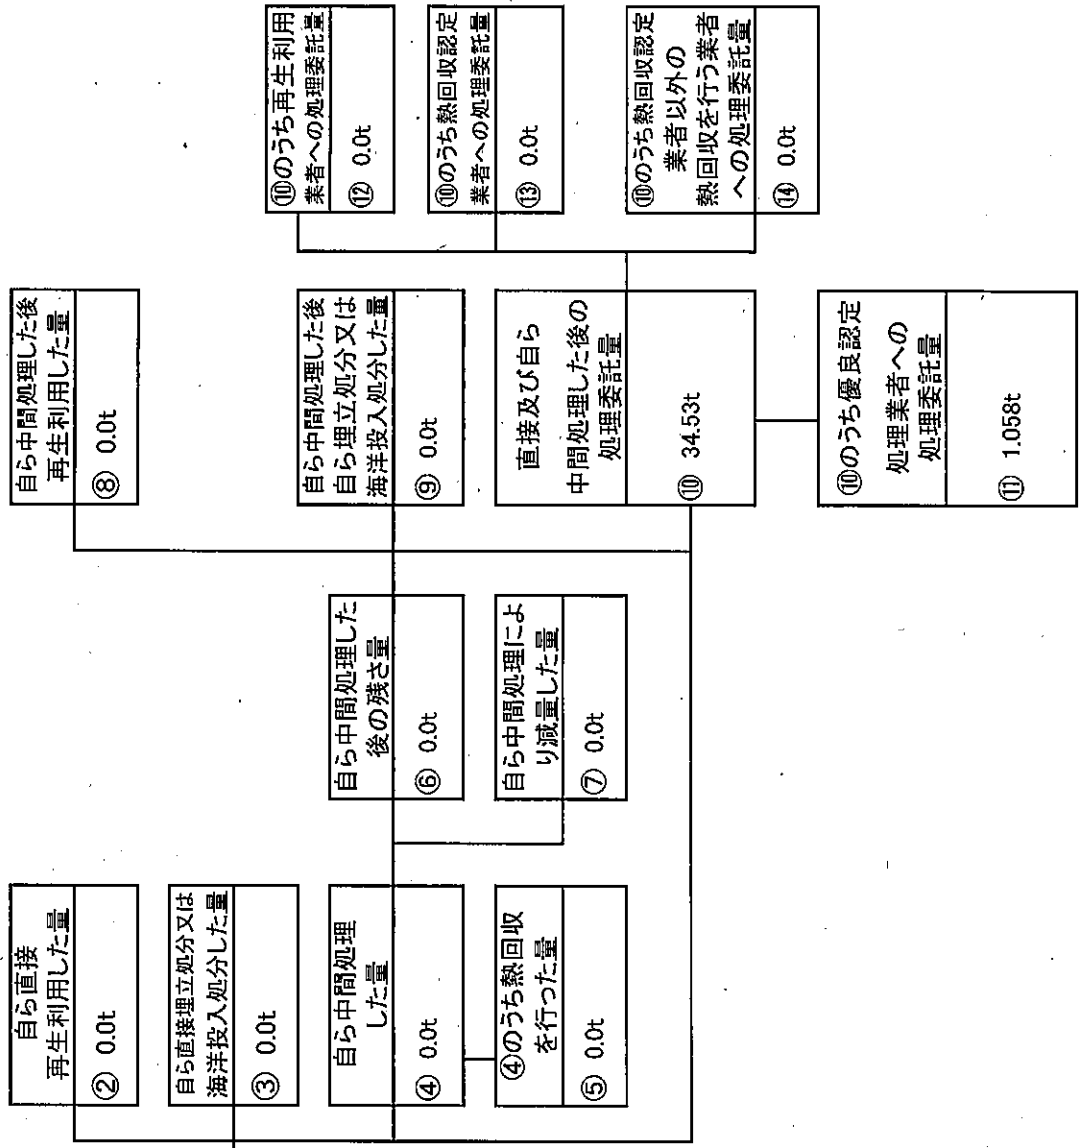 自ら直接
再生利用した量
② 0.0t
自ら直接埋立処分又は
海洋投入処分した量
③ 0.0t
自ら中間処理
した量
④ 0.0t
④のうち熱回収
を行った量
⑤ 0.0t
自ら中間処理した
後の残さ量
⑥ 0.0t
自ら中間処理によ
り減量した量
⑦ 0.0t
自ら中間処理した後
再生利用した量
⑧ 0.0t
自ら中間処理した後
自ら埋立処分又は
海洋投入処分した量
⑨ 0.0t
直接及び自ら
中間処理した後の
処理委託量
⑩ 34.53t
⑩のうち優良認定
処理業者への
処理委託量
⑪ 1.058t
⑩のうち再生利用
業者への処理委託量
⑫ 0.0t
⑩のうち熱回収認定
業者への処理委託量
⑬ 0.0t
⑩のうち熱回収認定
業者以外の
熱回収を行う業者
への処理委託量
⑭ 0.0t